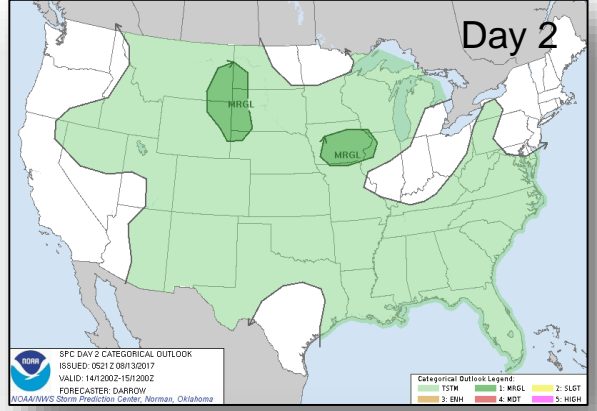 Day 2
MRGL
MRGL
NOAA
SPC DAY 2 CATEGORICAL OUTLOOK
ISSUED: 0521Z 08/13/2017
VALID: 14/1200Z-15/1200Z
FORECASTER: DARROW
NOAA/NWS Storm Prediction Center, Norman, Oklahoma
Categorical Outlook Legend:
TSTM 1: MRGL 2: SLGT
3: ENH 4: MDT 5: HIGH